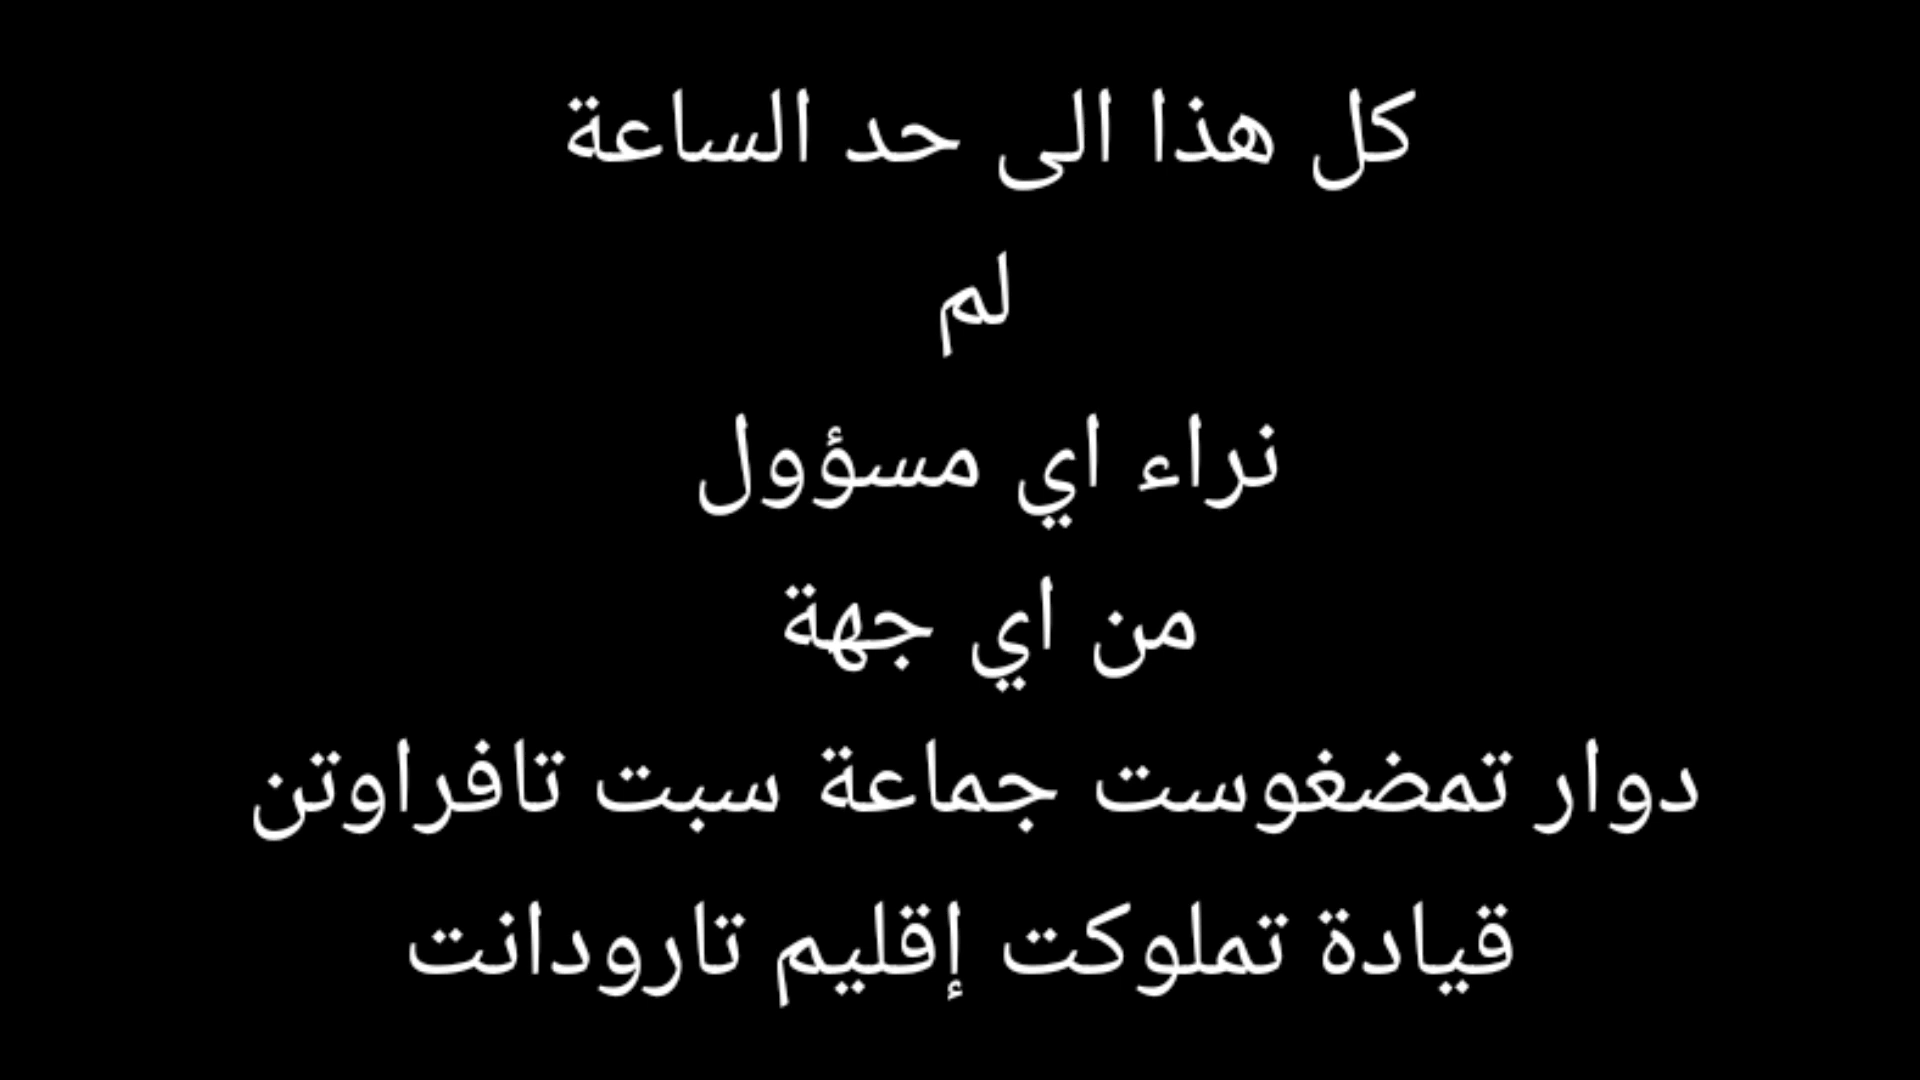 كل هذا الى حد الساعة
لم
نراء اي مسؤول
من اي جهة
دوار تمضغوست جماعة سبت تافراوتن
قيادة تملوكت إقليم تارودانت